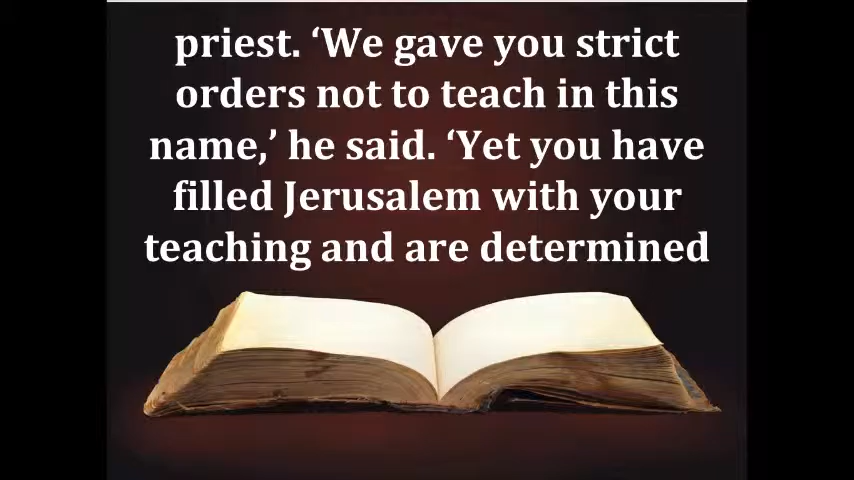 priest. ‘We gave you strict
orders not to teach in this
name,’ he said. ‘Yet you have
filled Jerusalem with your
teaching and are determined